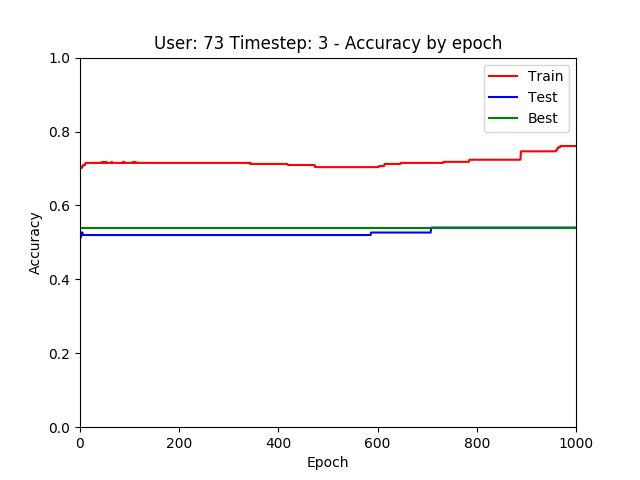 User: 73 Timestep: 3 - Accuracy by epoch
1.0
0.8
0.6
0.4
0.2
0.0
Accuracy
Train
Test
Best
0 200 400 600 800 1000
Epoch